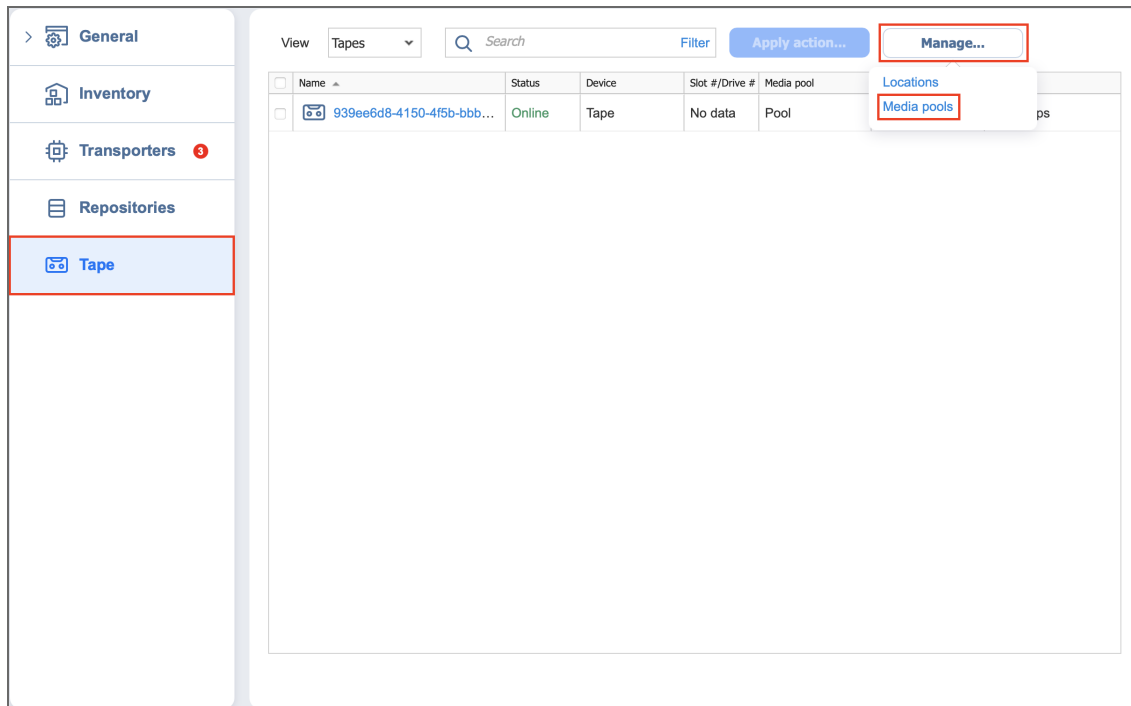 General
Inventory
Transporters 3
Repositories
Tape
View Tapes Search Filter Apply action... Manage...
Locations
Media pools
Name Status Device Slot #/Drive # Media pool
939ee6d8-4150-4f5b-bbb... Online Tape No data Pool ps